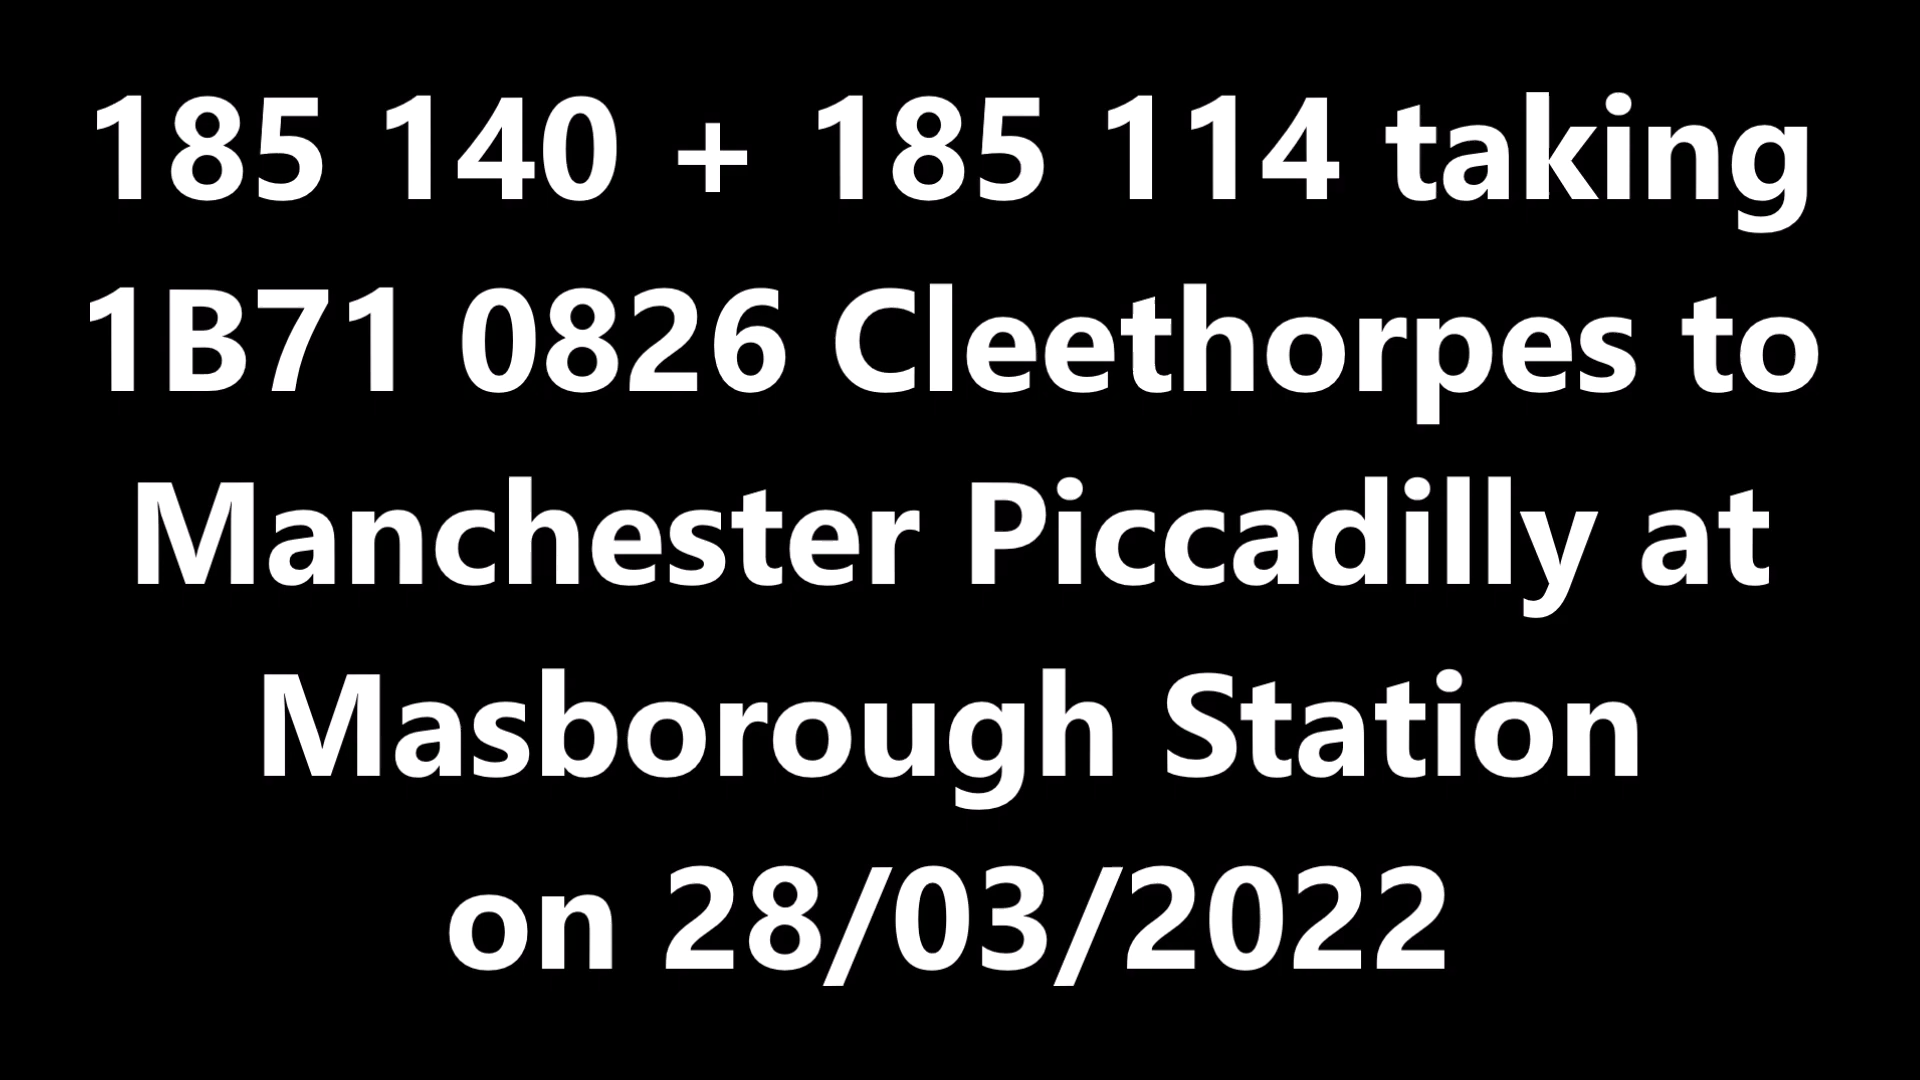 185 140 + 185 114 taking
1B71 0826 Cleethorpes to
Manchester Piccadilly at
Masborough Station
on 28/03/2022